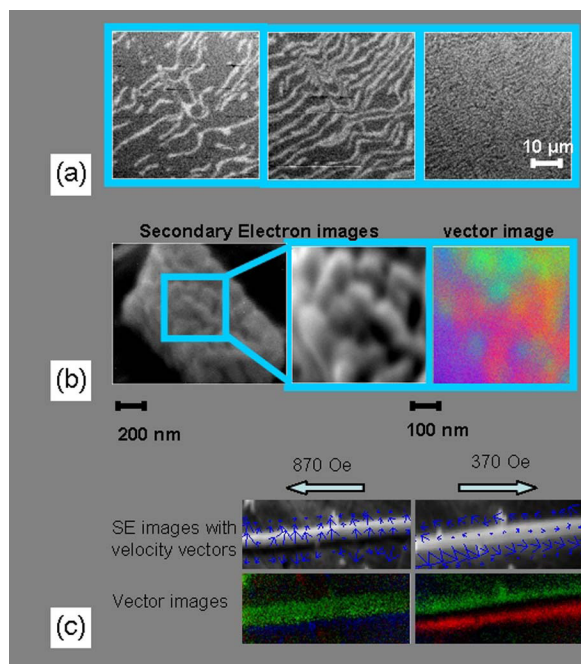 10 µm
(a)
Secondary Electron images
vector image
(b)
200 nm
100 nm
870 Oe
370 Oe
SE images with
velocity vectors
Vector images
(c)